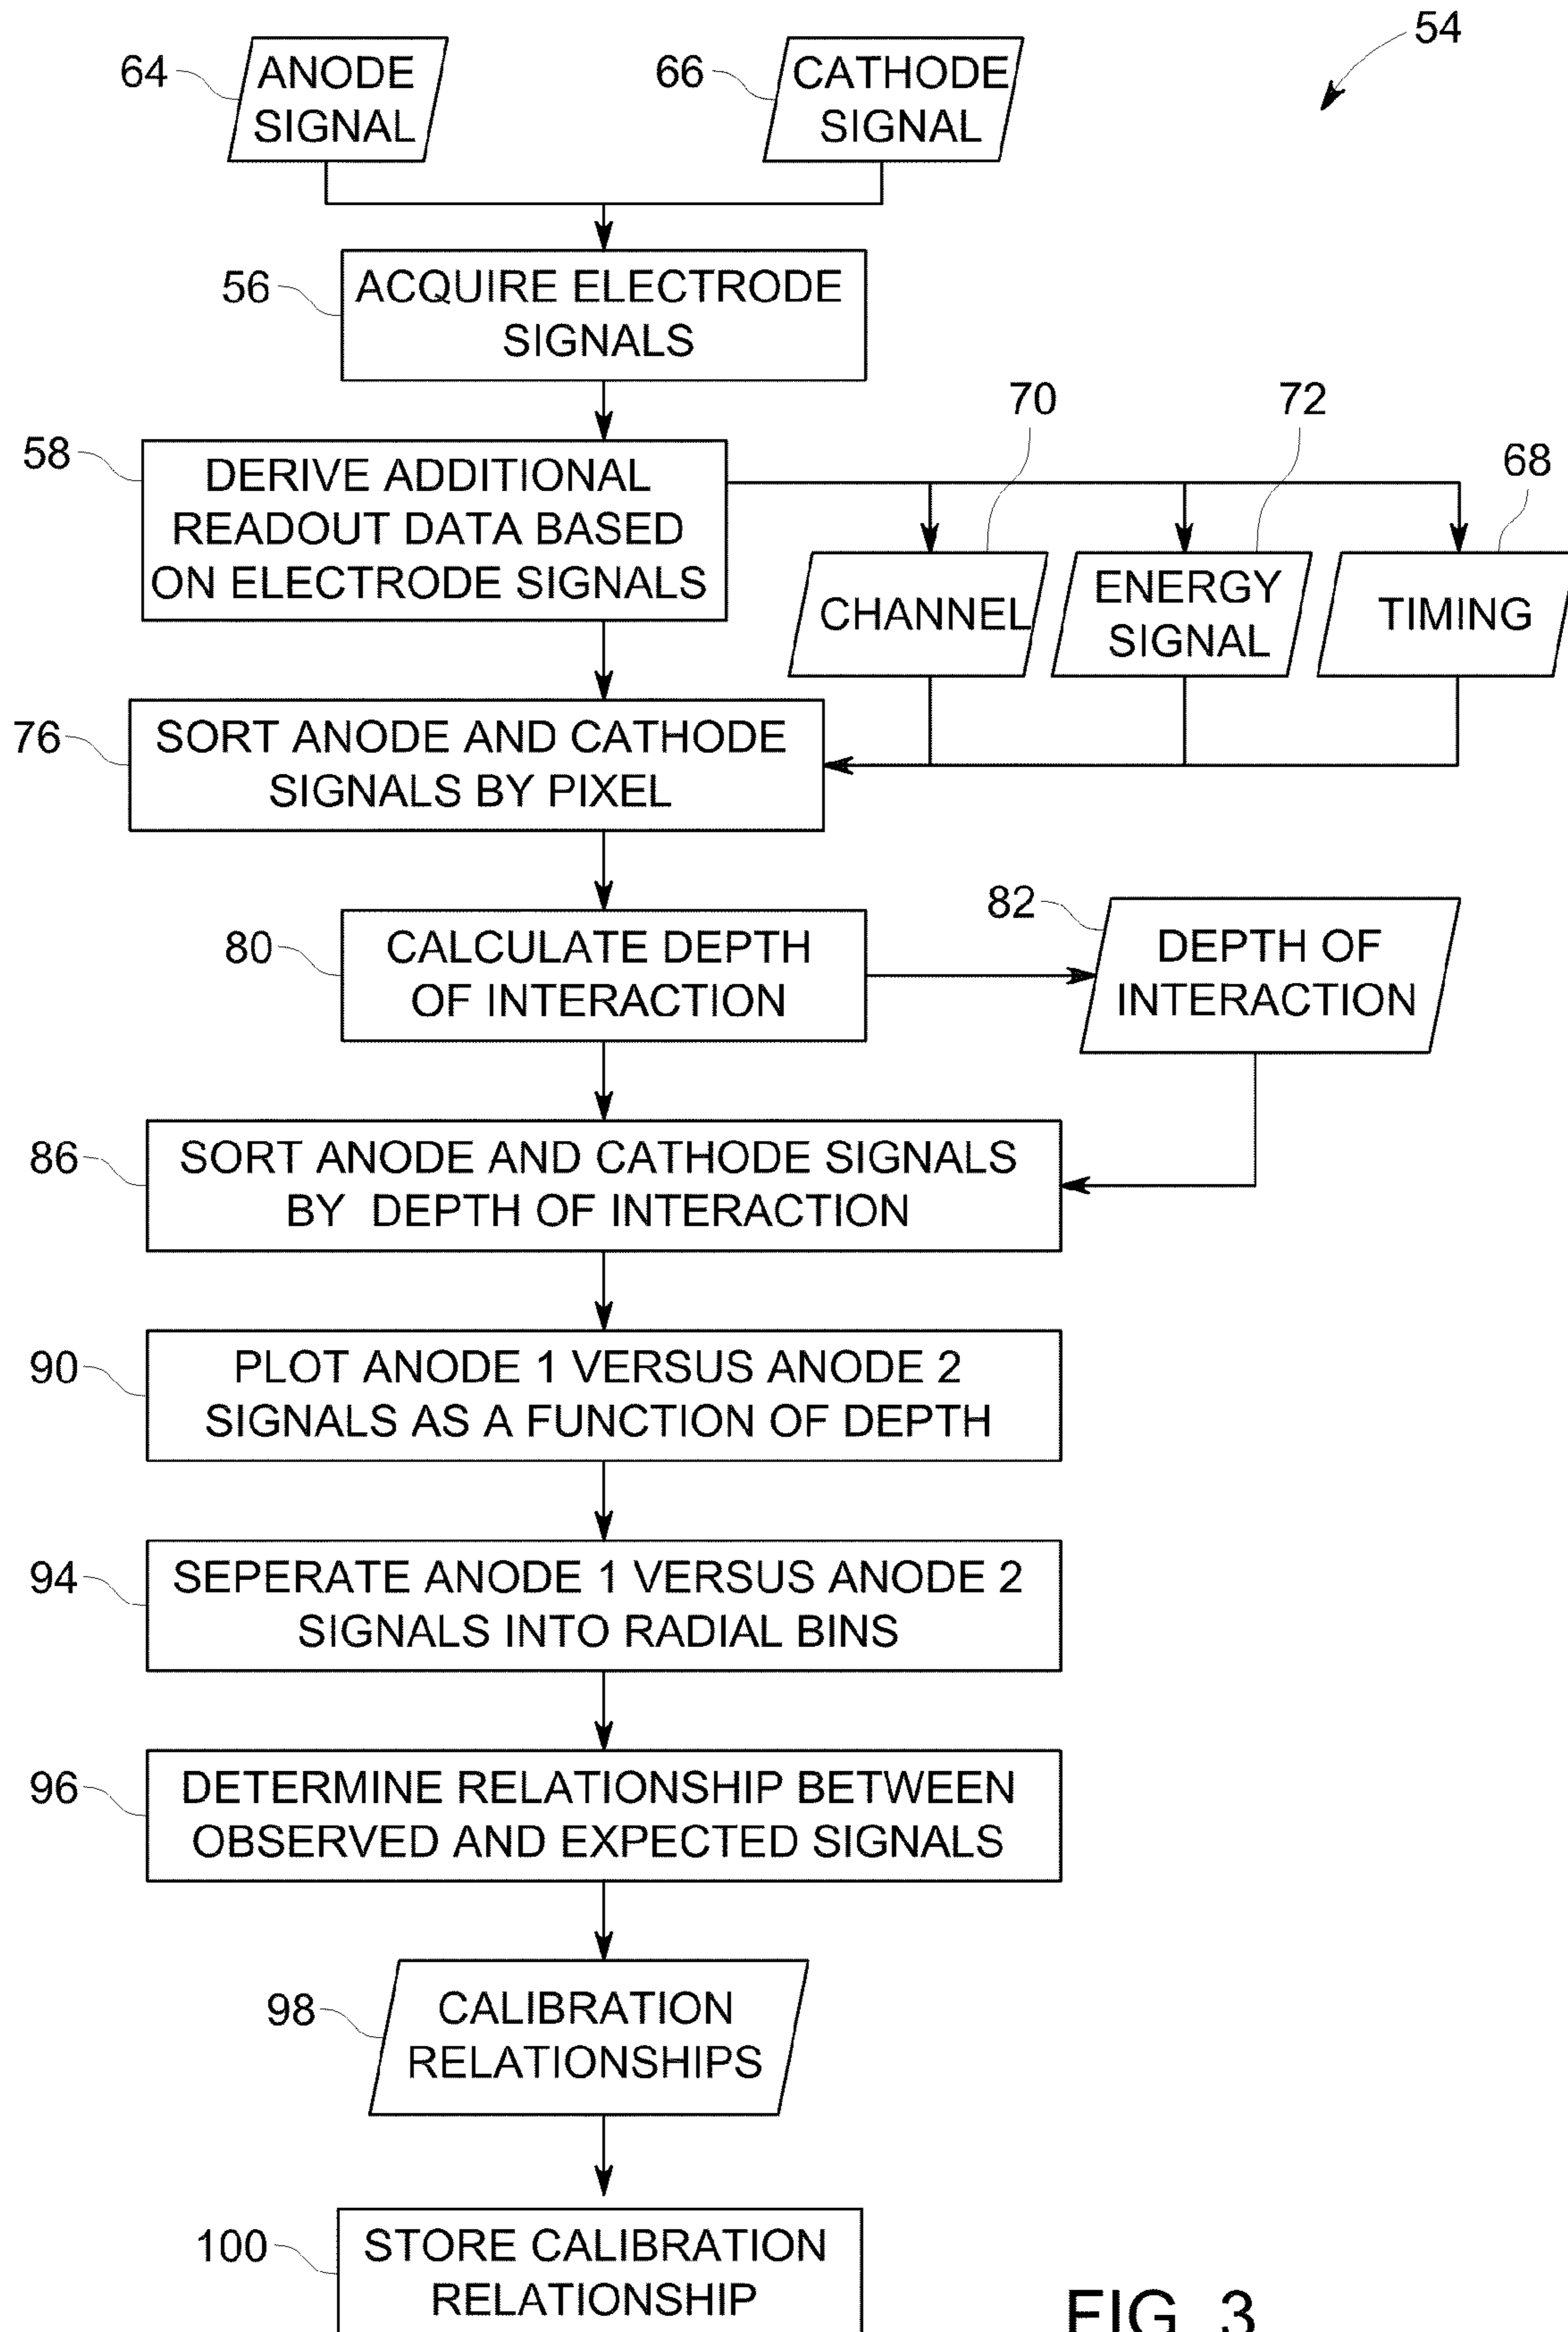 54
64
ANODE
SIGNAL
66
CATHODE
SIGNAL
56
ACQUIRE ELECTRODE
SIGNALS
58
DERIVE ADDITIONAL
READOUT DATA BASED
ON ELECTRODE SIGNALS
70
72
68
CHANNEL
ENERGY
SIGNAL
TIMING
76
SORT ANODE AND CATHODE
SIGNALS BY PIXEL
80
CALCULATE DEPTH
OF INTERACTION
82
DEPTH OF
INTERACTION
86
SORT ANODE AND CATHODE SIGNALS
BY DEPTH OF INTERACTION
90
PLOT ANODE 1 VERSUS ANODE 2
SIGNALS AS A FUNCTION OF DEPTH
94
SEPERATE ANODE 1 VERSUS ANODE 2
SIGNALS INTO RADIAL BINS
96
DETERMINE RELATIONSHIP BETWEEN
OBSERVED AND EXPECTED SIGNALS
98
CALIBRATION
RELATIONSHIPS
100
STORE CALIBRATION
RELATIONSHIP
FIG. 3